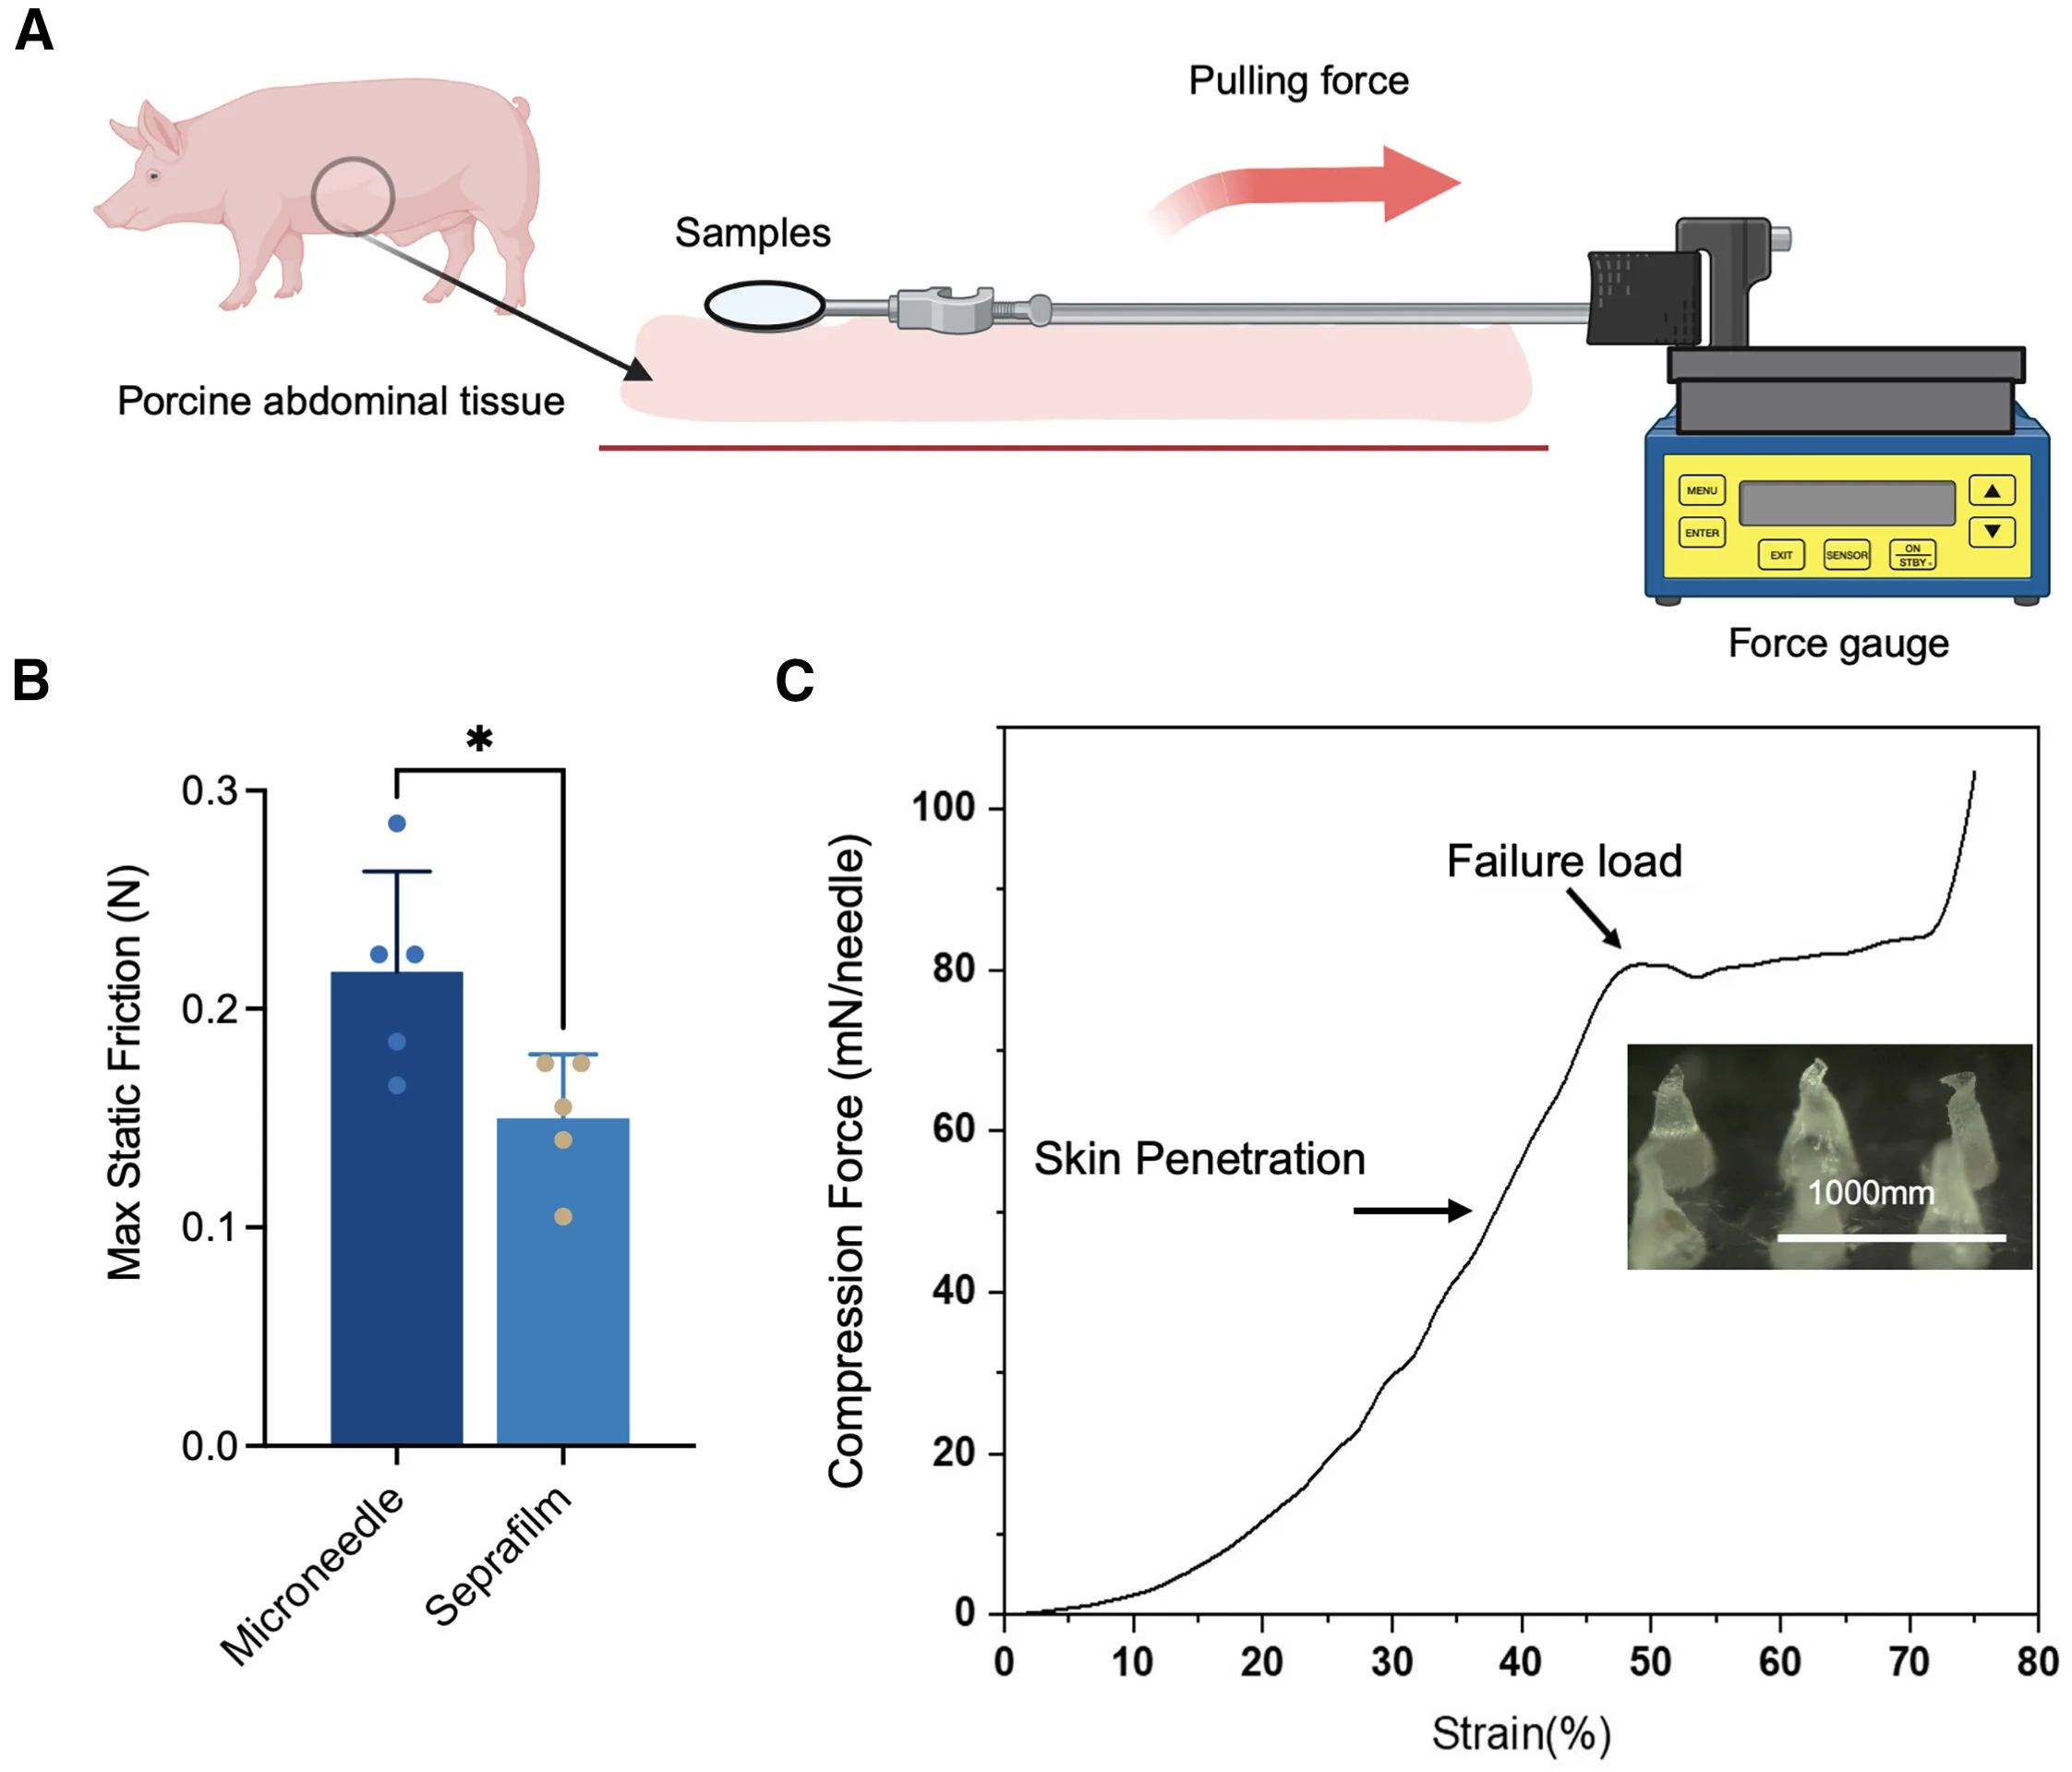 A
Pulling force
Samples
Porcine abdominal tissue
MENU
ENTER
EXIT
SENSOR
ON
STBY
Force gauge
B
*
0.3
0.2
0.1
0.0
Max Static Friction (N)
Microneedle
Seprafilm
C
100
80
60
40
20
0
Compression Force (mN/needle)
Failure load
Skin Penetration
1000mm
0 10 20 30 40 50 60 70 80
Strain(%)